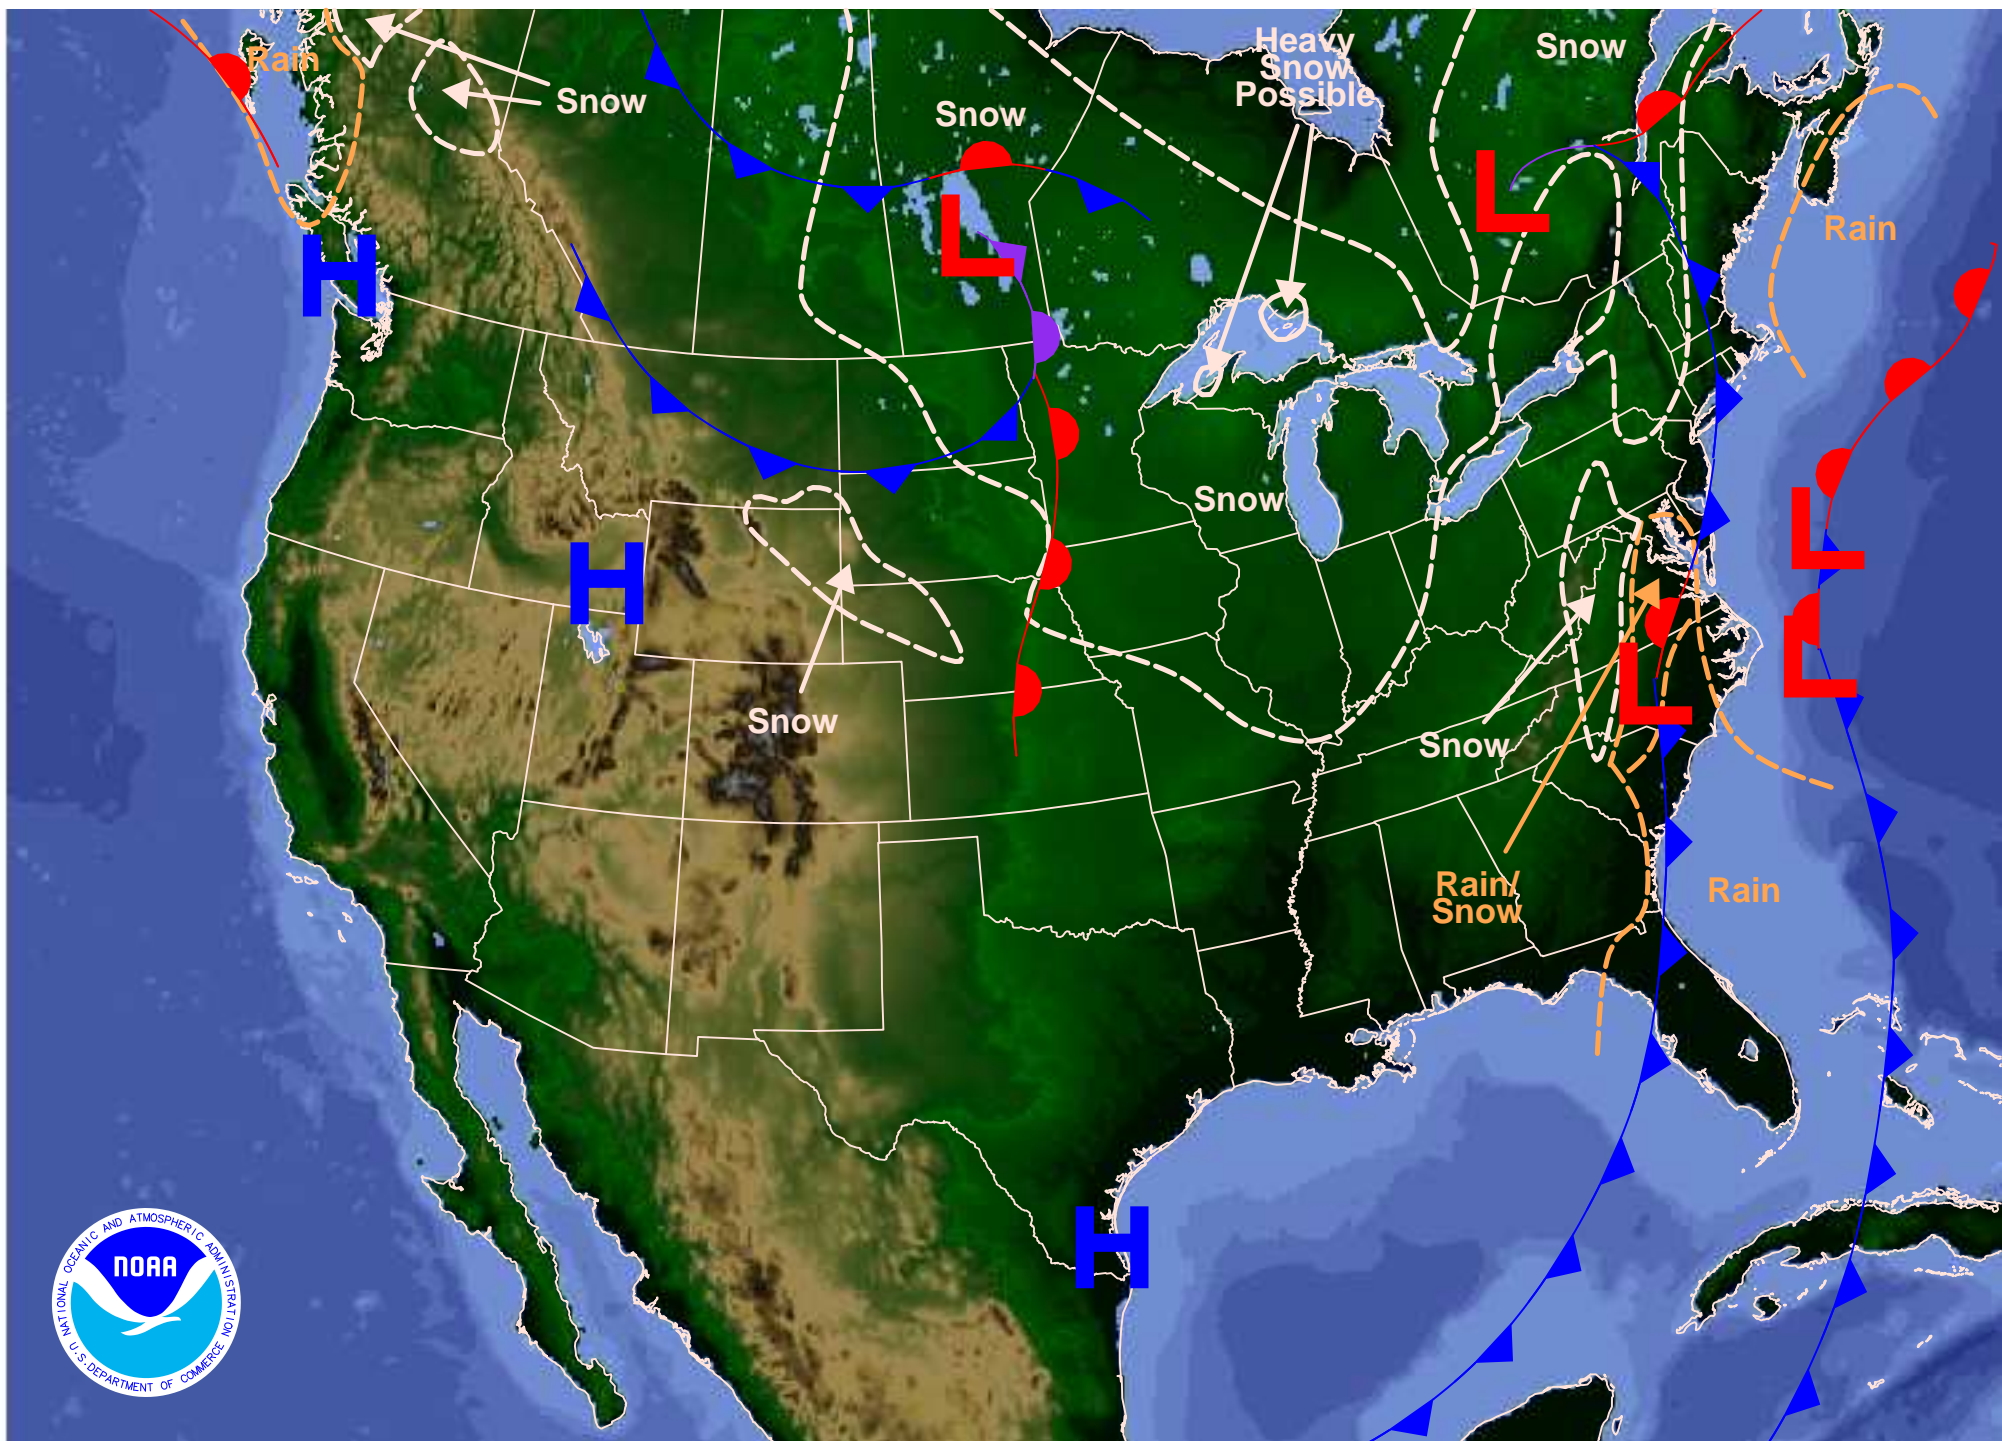 Rain
Snow
Snow
Heavy
Snow
Possible
Snow
L
L
Rain
H
Snow
L
H
L
L
Snow
Snow
Rain/
Snow
Rain
H
NATIONAL OCEANIC AND ATMOSPHERIC ADMINISTRATION
NOAA
U.S. DEPARTMENT OF COMMERCE